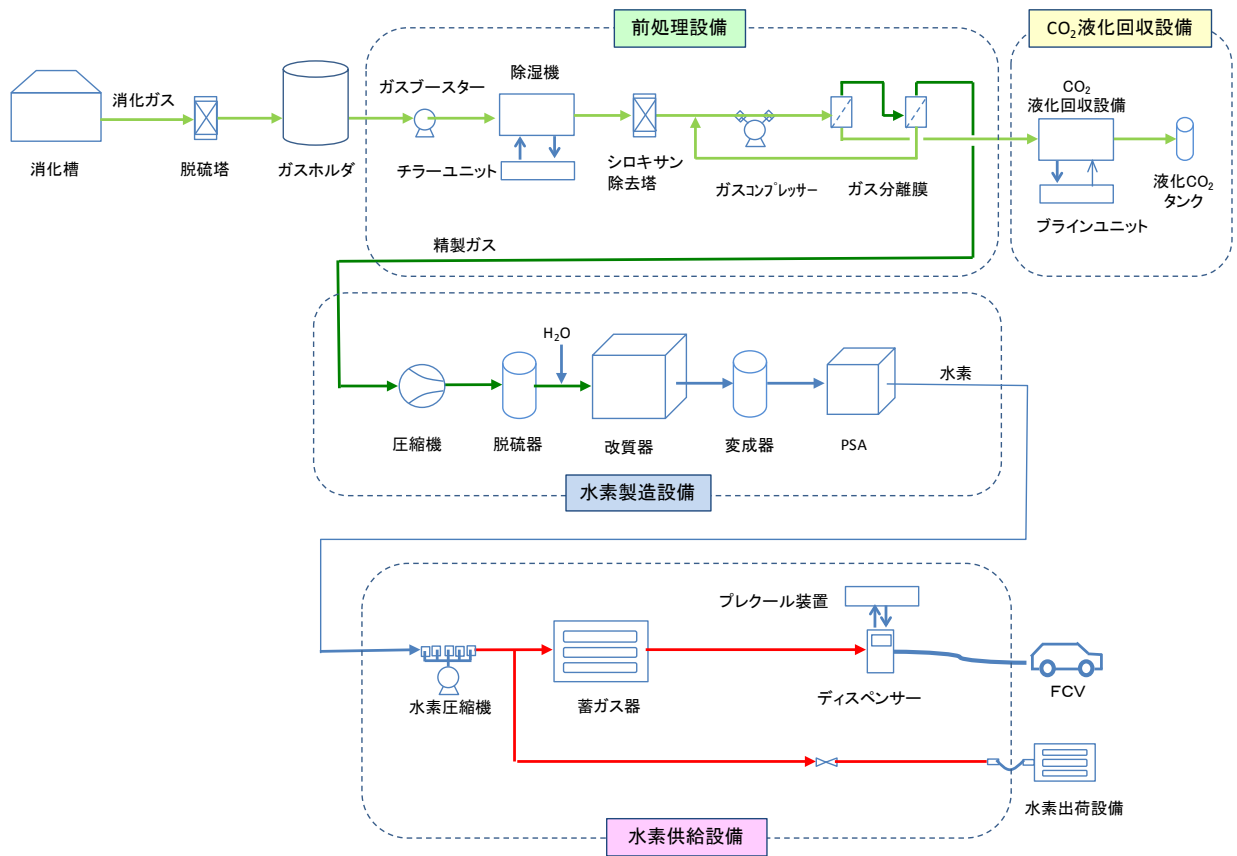 前処理設備
CO₂液化回収設備
消化ガス
ガスブースター
除湿機
CO₂
液化回収設備
消化槽
脱硫塔
ガスホルダ
チラーユニット
シロキサン
除去塔
ガスコンプレッサー
ガス分離膜
ブラインユニット
液化CO₂
タンク
精製ガス
H₂O
水素
圧縮機
脱硫器
改質器
変成器
PSA
水素製造設備
プレクール装置
水素圧縮機
蓄ガス器
ディスペンサー
FCV
水素出荷設備
水素供給設備